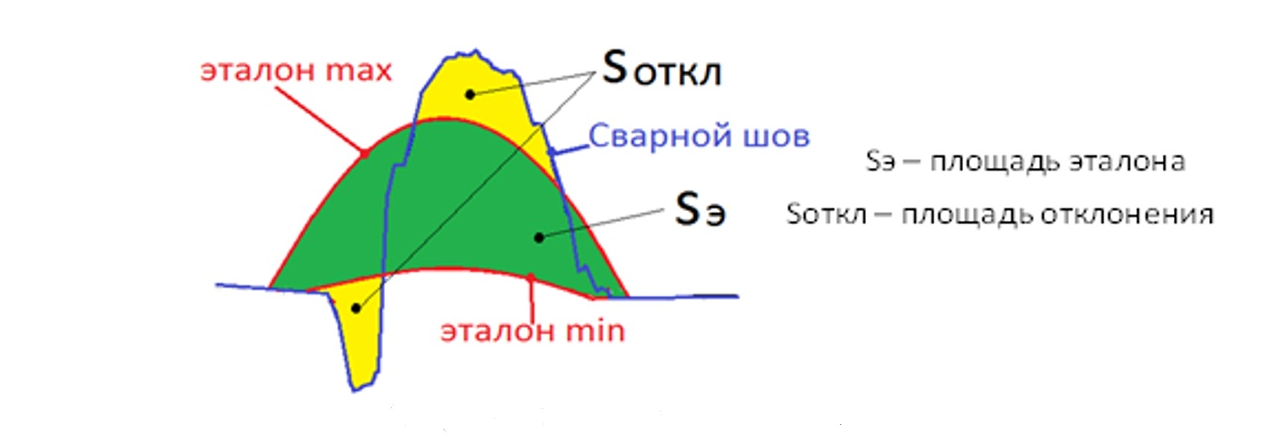 эталон max
Sоткл
Сварной шов
Sэ – площадь эталона
Sэ
Sоткл – площадь отклонения
эталон min